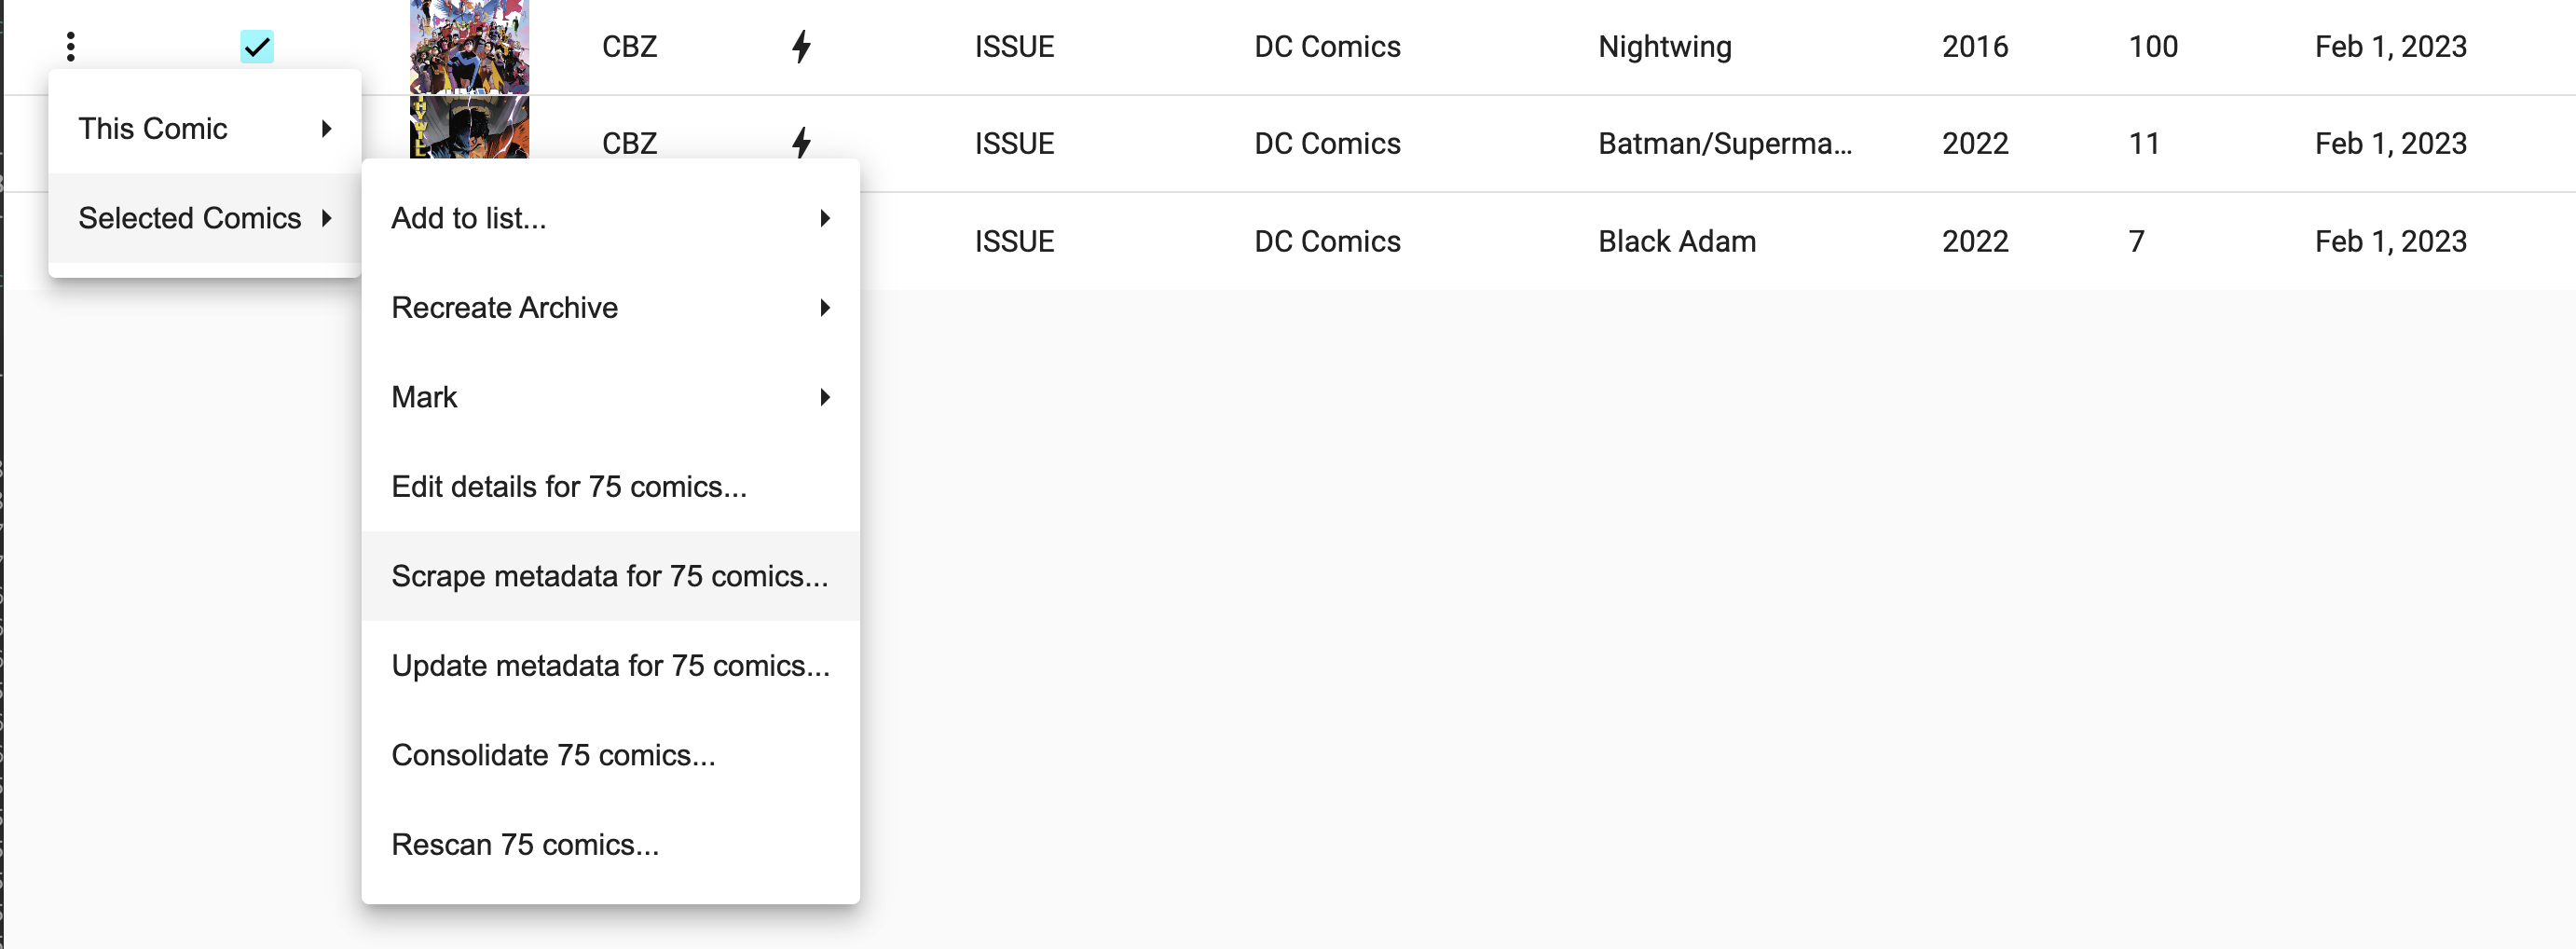 CBZ ISSUE DC Comics Nightwing 2016 100 Feb 1, 2023
This Comic
CBZ ISSUE DC Comics Batman/Superma... 2022 11 Feb 1, 2023
Selected Comics
Add to list...
ISSUE DC Comics Black Adam 2022 7 Feb 1, 2023
Recreate Archive
Mark
Edit details for 75 comics...
Scrape metadata for 75 comics...
Update metadata for 75 comics...
Consolidate 75 comics...
Rescan 75 comics...